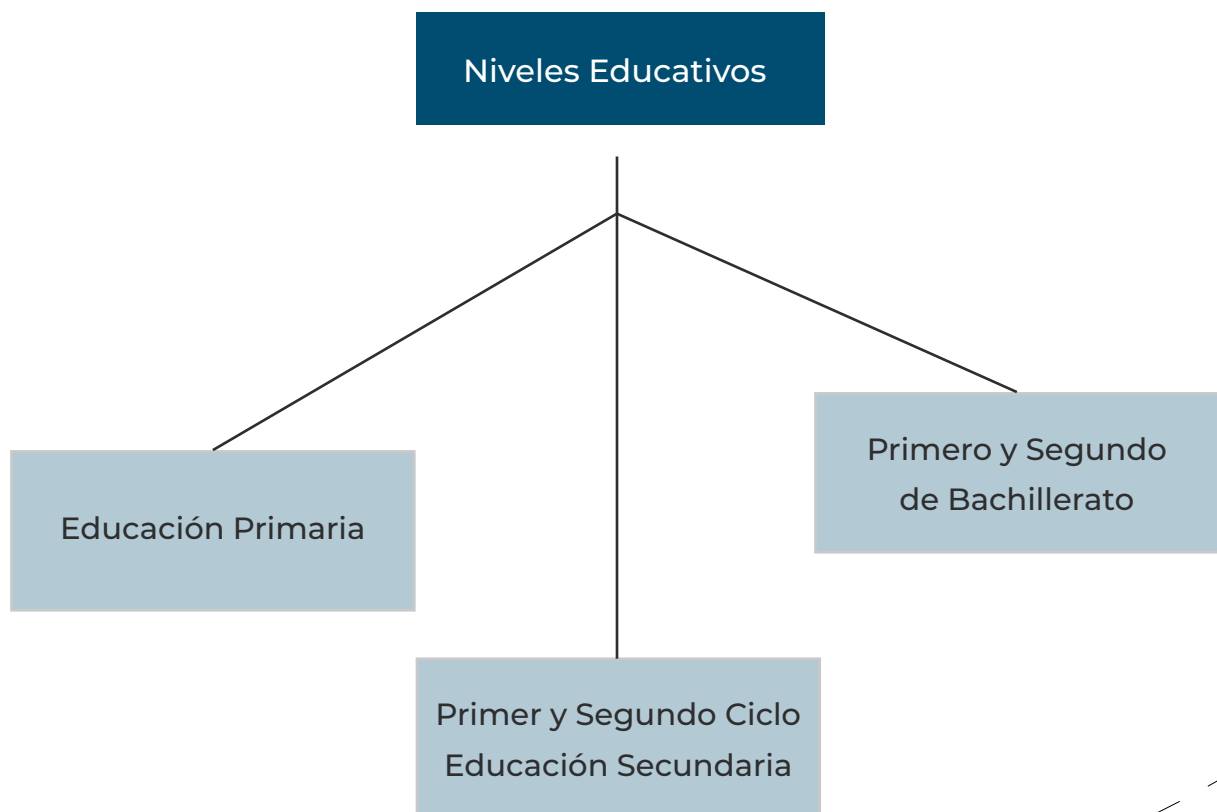 Niveles Educativos
Educación Primaria
Primero y Segundo
de Bachillerato
Primer y Segundo Ciclo
Educación Secundaria